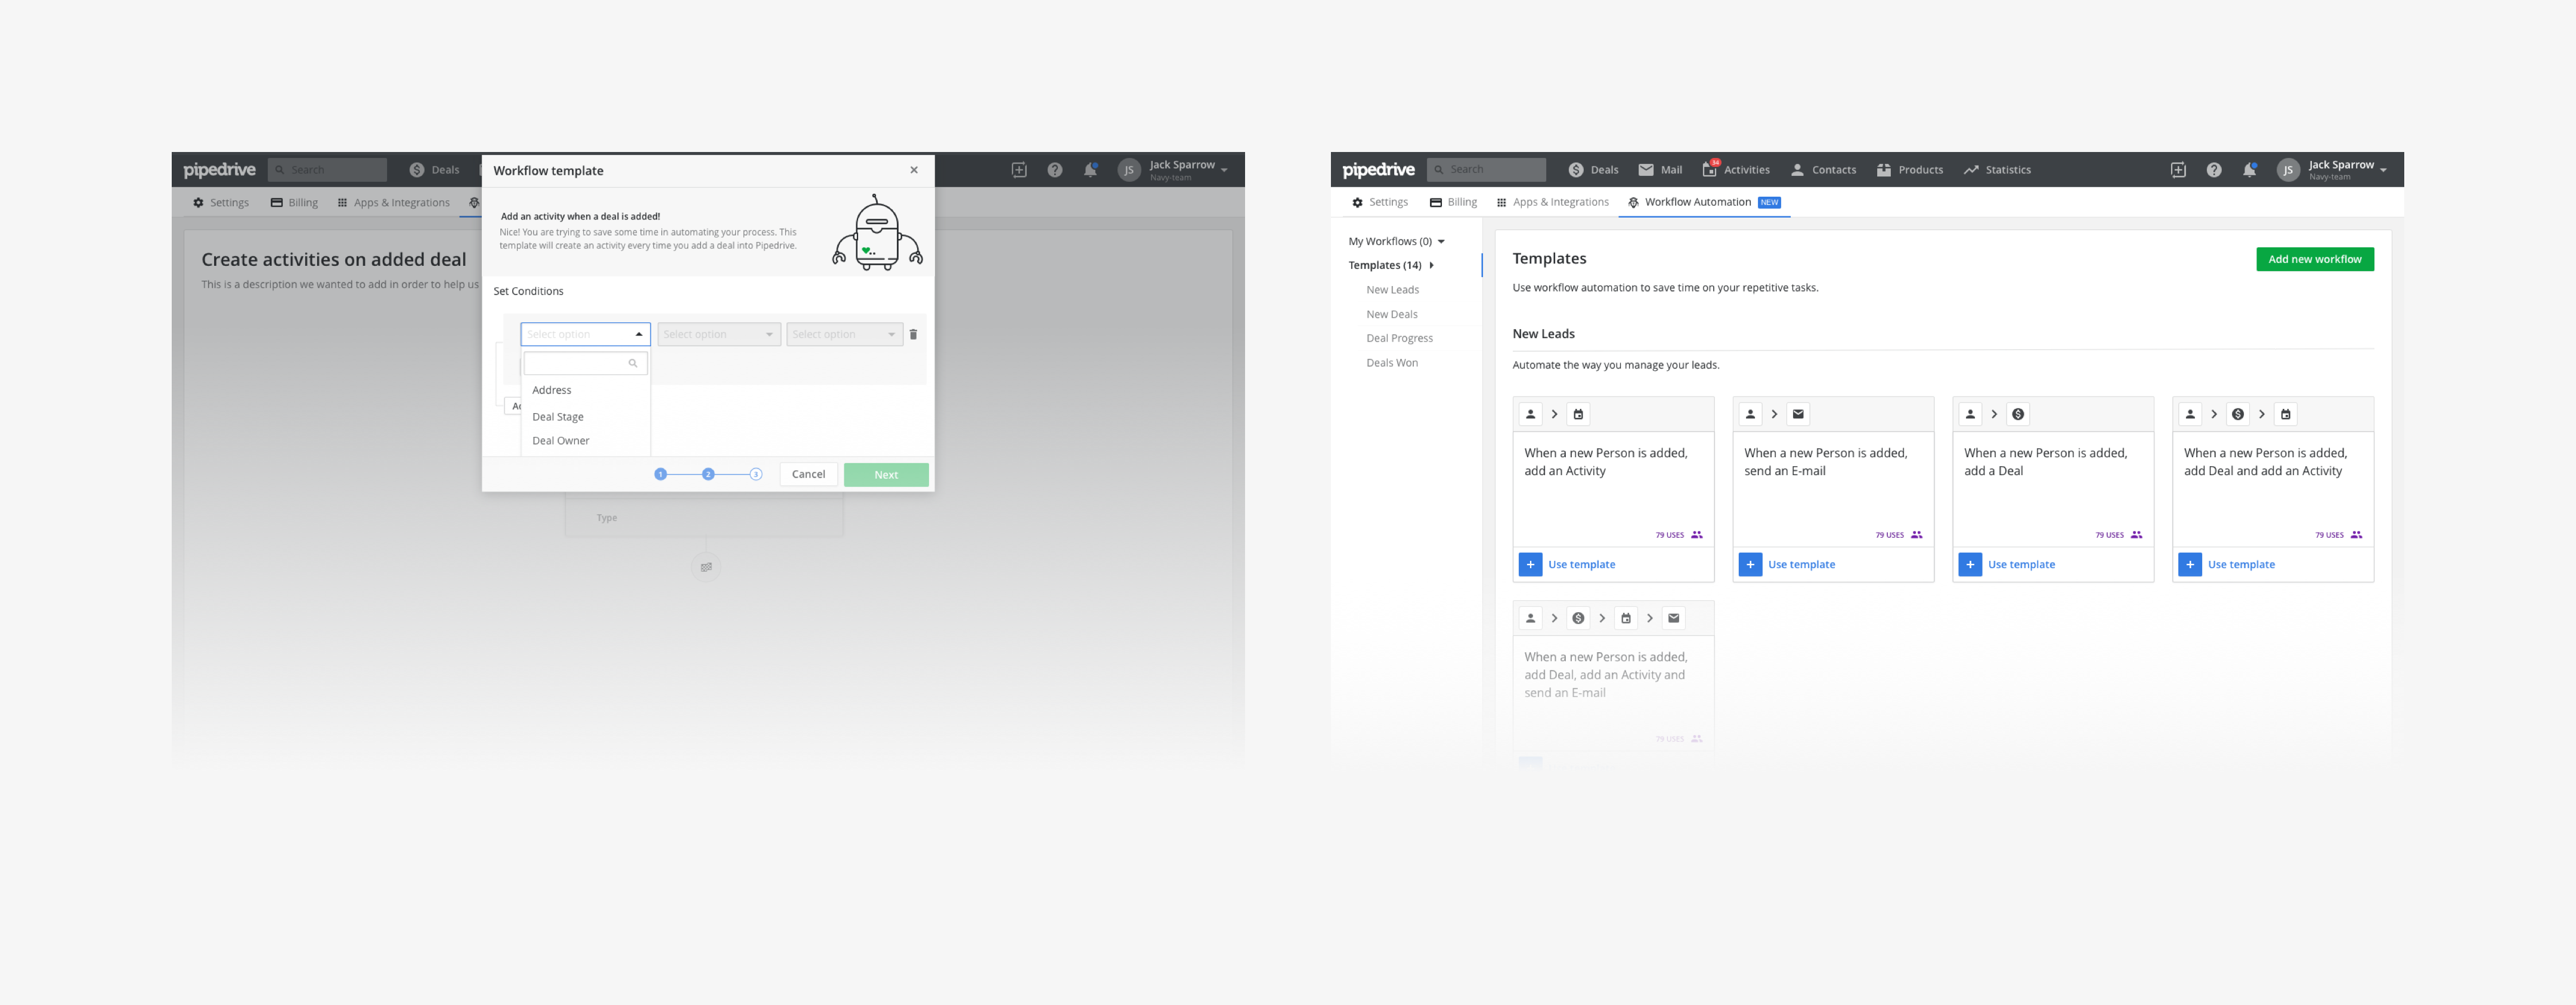 pipedrive
Search
Deals
Jack Sparrow
JS
Navy-team
Settings
Billing
Apps & Integrations
Create activities on added deal
This is a description we wanted to add in order to help us
Workflow template
Add an activity when a deal is added!
Nice! You are trying to save some time in automating your process. This
template will create an activity every time you add a deal into Pipedrive.
Set Conditions
Select option
Select option
Select option
Address
Deal Stage
Deal Owner
1
2
3
Cancel
Next
Type
pipedrive
Search
Deals
Mail
34
Activities
Contacts
Products
Statistics
JS
Jack Sparrow
Navy-team
Settings
Billing
Apps & Integrations
Workflow Automation
NEW
My Workflows (0)
Templates (14)
New Leads
New Deals
Deal Progress
Deals Won
Templates
Add new workflow
Use workflow automation to save time on your repetitive tasks.
New Leads
Automate the way you manage your leads.
When a new Person is added,
add an Activity
79 USES
Use template
When a new Person is added,
send an E-mail
79 USES
Use template
When a new Person is added,
add a Deal
79 USES
Use template
When a new Person is added,
add Deal and add an Activity
79 USES
Use template
When a new Person is added,
add Deal, add an Activity and
send an E-mail
79 USES